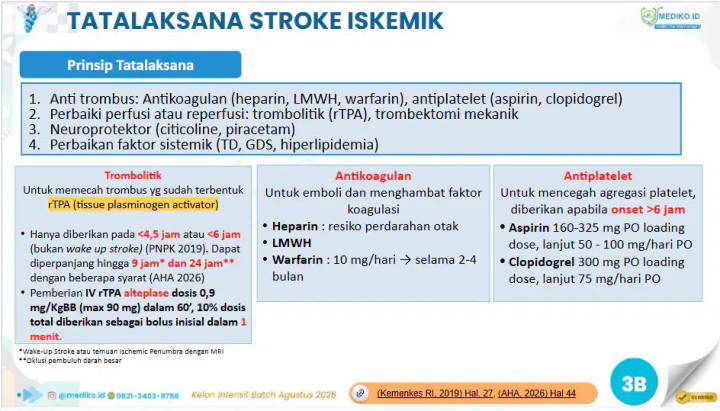 TATALAKSANA STROKE ISKEMIK
MEDIKO.ID
Prinsip Tatalaksana
1. Anti trombus: Antikoagulan (heparin, LMWH, warfarin), antiplatelet (aspirin, clopidogrel)
2. Perbaiki perfusi atau reperfusi: trombolitik (rTPA), trombektomi mekanik
3. Neuroprotektor (citicoline, piracetam)
4. Perbaikan faktor sistemik (TD, GDS, hiperlipidemia)
Trombolitik
Untuk memecah trombus yg sudah terbentuk
rTPA (tissue plasminogen activator)
• Hanya diberikan pada <4,5 jam atau <6 jam
(bukan wake up stroke) (PNPK 2019). Dapat
diperpanjang hingga 9 jam* dan 24 jam**
dengan beberapa syarat (AHA 2026)
• Pemberian IV rTPA alteplase dosis 0,9
mg/KgBB (max 90 mg) dalam 60’, 10% dosis
total diberikan sebagai bolus inisial dalam 1
menit.
*Wake-Up Stroke atau temuan ischemic Penumbra dengan MRI
**Oklusi pembuluh darah besar
Antikoagulan
Untuk emboli dan menghambat faktor
koagulasi
• Heparin : resiko perdarahan otak
• LMWH
• Warfarin : 10 mg/hari → selama 2-4
bulan
Antiplatelet
Untuk mencegah agregasi platelet,
diberikan apabila onset >6 jam
• Aspirin 160-325 mg PO loading
dose, lanjut 50 - 100 mg/hari PO
• Clopidogrel 300 mg PO loading
dose, lanjut 75 mg/hari PO
@mediko.id 0821-3403-8758 Kelon Intensif Batch Agustus 2026
(Kemenkes RI, 2019) Hal. 27, (AHA, 2026) Hal 44
3B